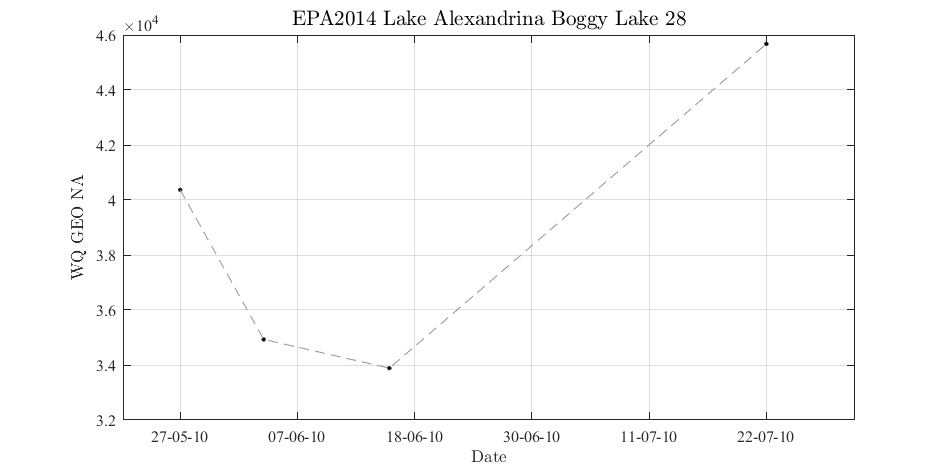 EPA2014 Lake Alexandrina Boggy Lake 28
×10⁴
4.6
4.4
4.2
4
3.8
3.6
3.4
3.2
WQ GEO NA
27-05-10 07-06-10 18-06-10 30-06-10 11-07-10 22-07-10
Date